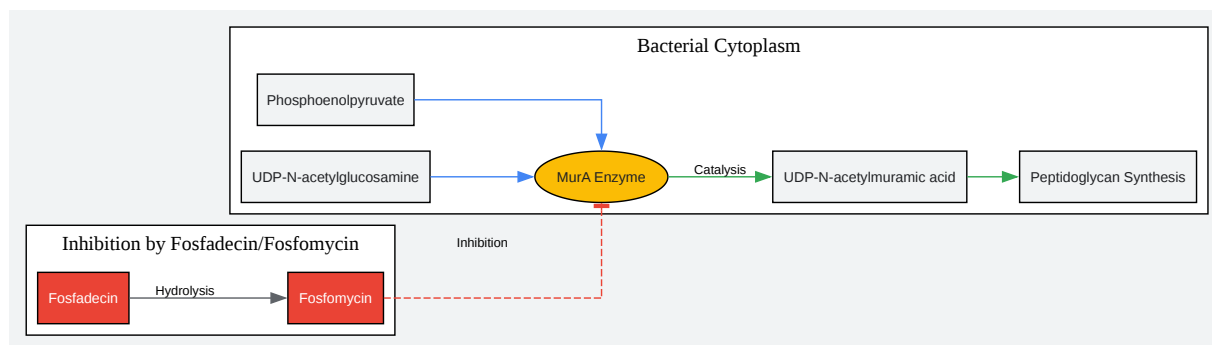 Bacterial Cytoplasm
Phosphoenolpyruvate
UDP-N-acetylglucosamine
MurA Enzyme
Catalysis
UDP-N-acetylmuramic acid
Peptidoglycan Synthesis
Inhibition by Fosfadecin/Fosfomycin
Inhibition
Fosfadecin
Hydrolysis
Fosfomycin